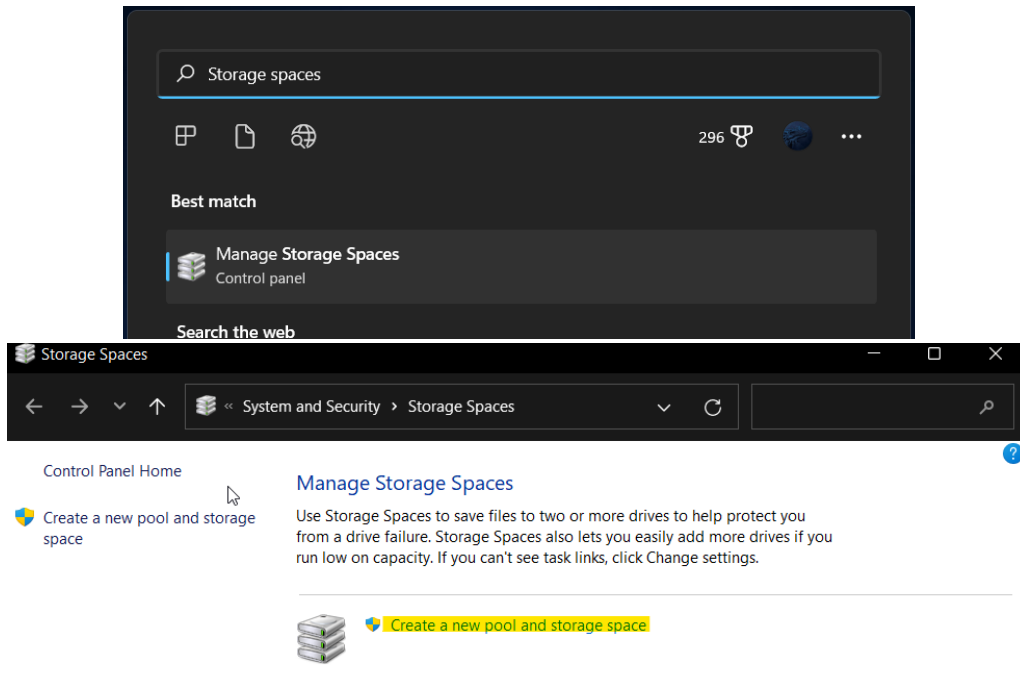 Storage spaces
296
Best match
Manage Storage Spaces
Control panel
Search the web
Storage Spaces
« System and Security › Storage Spaces
?
Control Panel Home
Create a new pool and storage
space
Manage Storage Spaces
Use Storage Spaces to save files to two or more drives to help protect you
from a drive failure. Storage Spaces also lets you easily add more drives if you
run low on capacity. If you can't see task links, click Change settings.
Create a new pool and storage space